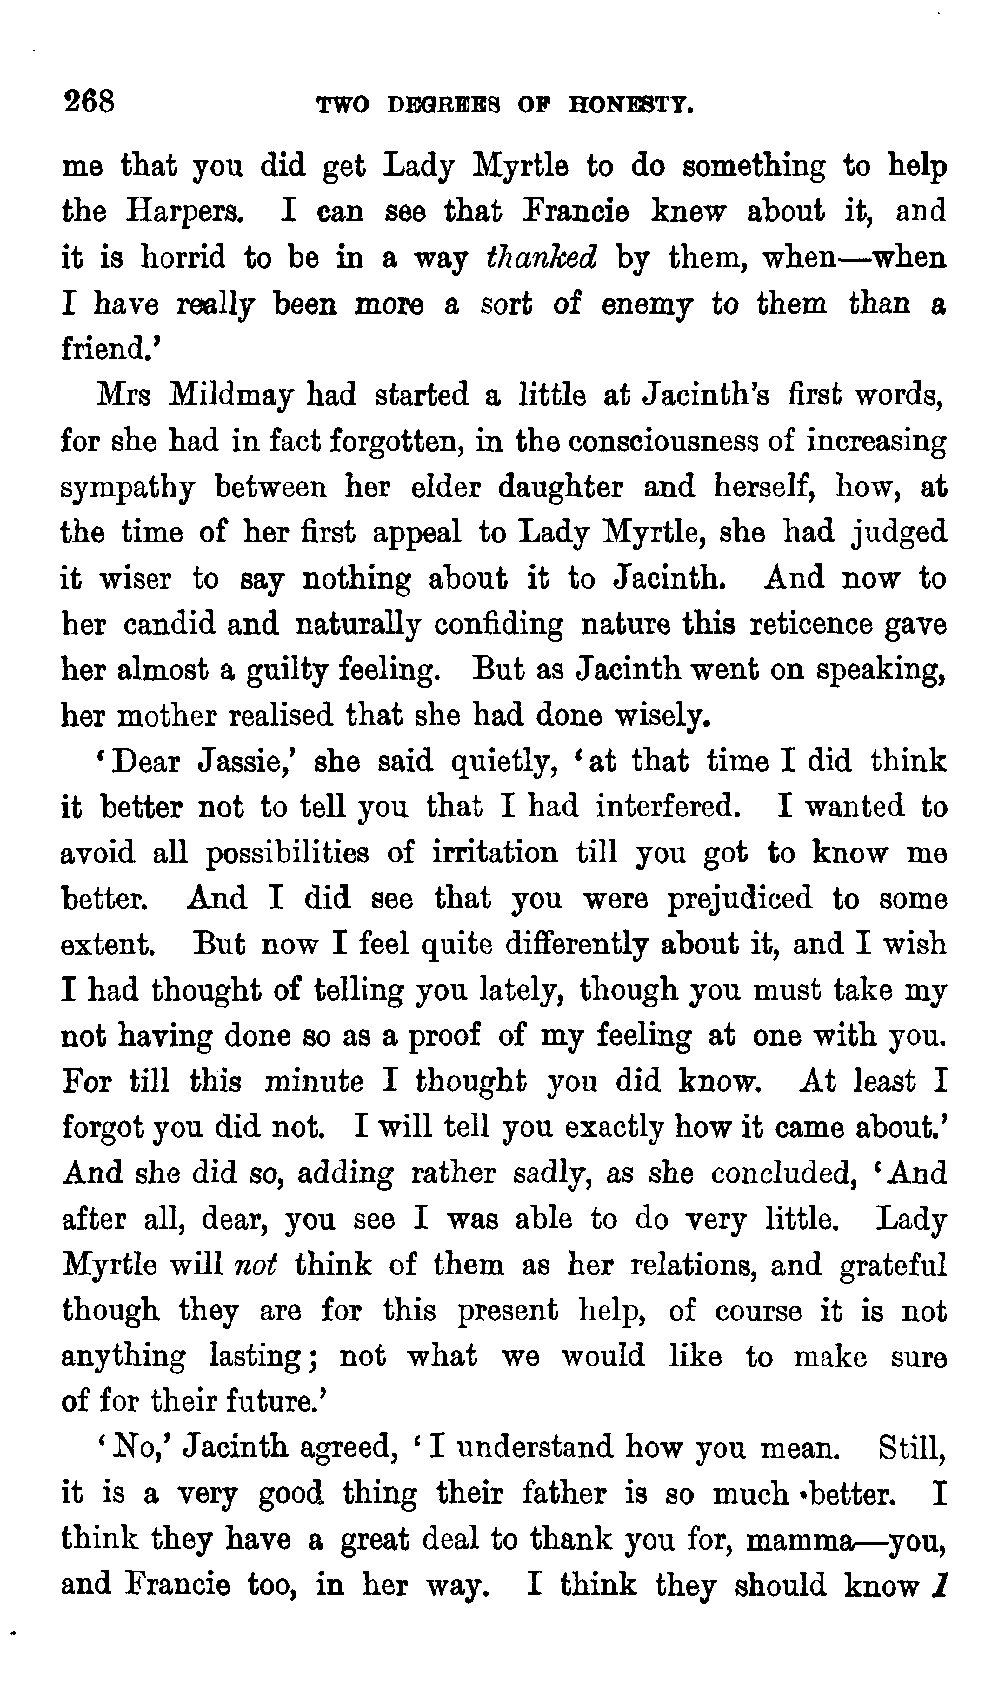 268 TWO DEGREES OF HONESTY.
me that you did get Lady Myrtle to do something to help
the Harpers. I can see that Francie knew about it, and
it is horrid to be in a way thanked by them, when—when
I have really been more a sort of enemy to them than a
friend.’
Mrs Mildmay had started a little at Jacinth’s first words,
for she had in fact forgotten, in the consciousness of increasing
sympathy between her elder daughter and herself, how, at
the time of her first appeal to Lady Myrtle, she had judged
it wiser to say nothing about it to Jacinth. And now to
her candid and naturally confiding nature this reticence gave
her almost a guilty feeling. But as Jacinth went on speaking,
her mother realised that she had done wisely.
‘Dear Jassie,’ she said quietly, ‘at that time I did think
it better not to tell you that I had interfered. I wanted to
avoid all possibilities of irritation till you got to know me
better. And I did see that you were prejudiced to some
extent. But now I feel quite differently about it, and I wish
I had thought of telling you lately, though you must take my
not having done so as a proof of my feeling at one with you.
For till this minute I thought you did know. At least I
forgot you did not. I will tell you exactly how it came about.’
And she did so, adding rather sadly, as she concluded, ‘And
after all, dear, you see I was able to do very little. Lady
Myrtle will not think of them as her relations, and grateful
though they are for this present help, of course it is not
anything lasting; not what we would like to make sure
of for their future.’
‘No,’ Jacinth agreed, ‘I understand how you mean. Still,
it is a very good thing their father is so much better. I
think they have a great deal to thank you for, mamma—you,
and Francie too, in her way. I think they should know I